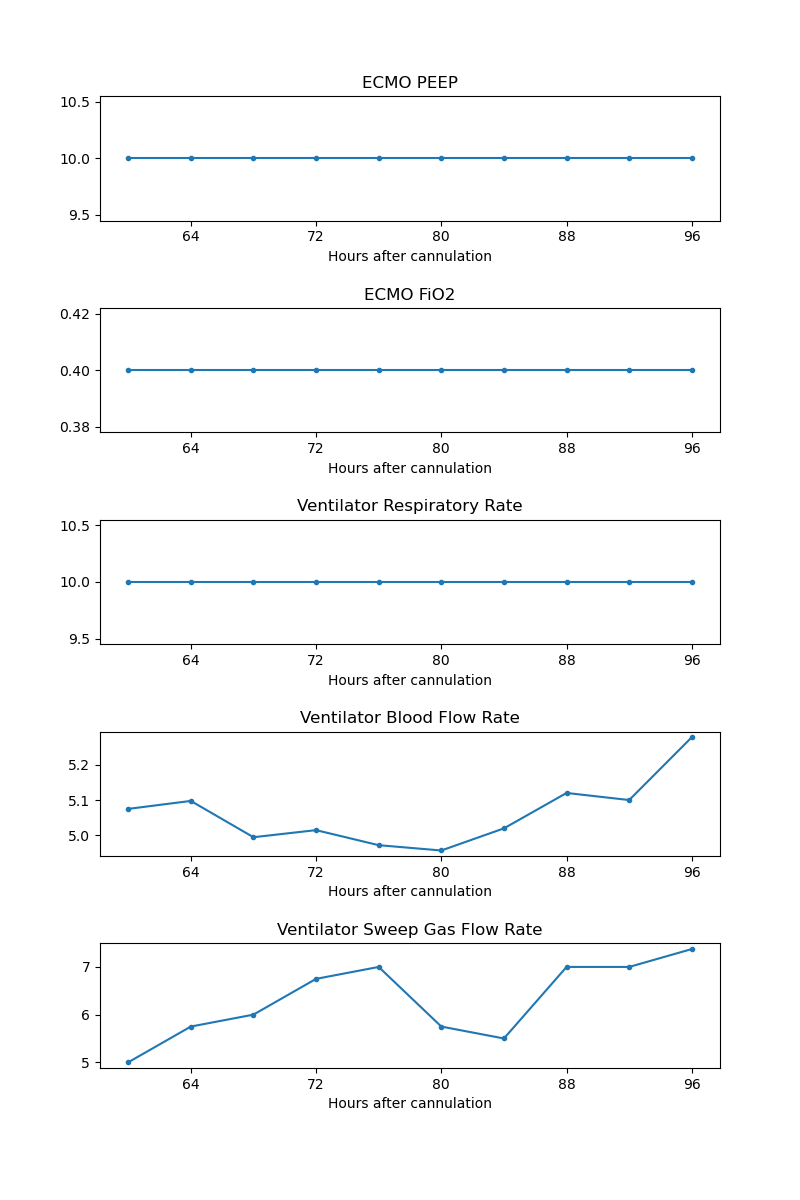 ECMO PEEP
10.5
10.0
9.5
64 72 80 88 96
Hours after cannulation
ECMO FiO2
0.42
0.40
0.38
64 72 80 88 96
Hours after cannulation
Ventilator Respiratory Rate
10.5
10.0
9.5
64 72 80 88 96
Hours after cannulation
Ventilator Blood Flow Rate
5.2
5.1
5.0
64 72 80 88 96
Hours after cannulation
Ventilator Sweep Gas Flow Rate
7
6
5
64 72 80 88 96
Hours after cannulation